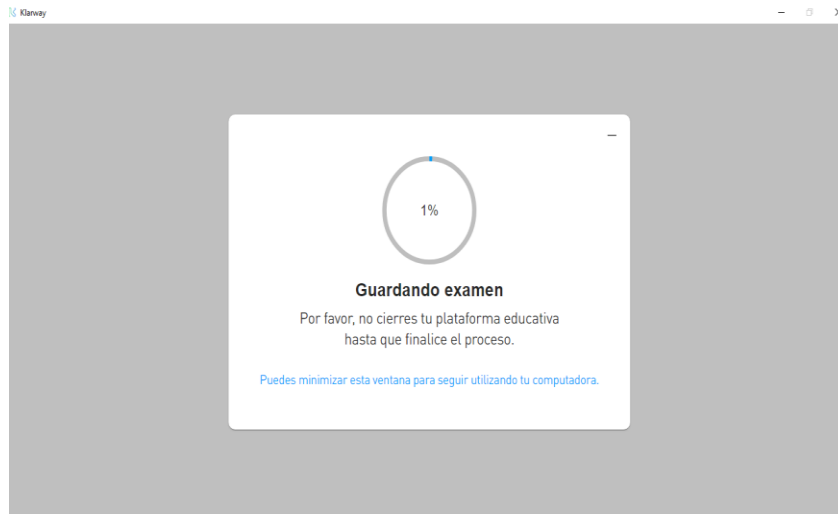 Klarway
1%
Guardando examen
Por favor, no cierres tu plataforma educativa
hasta que finalice el proceso.
Puedes minimizar esta ventana para seguir utilizando tu computadora.